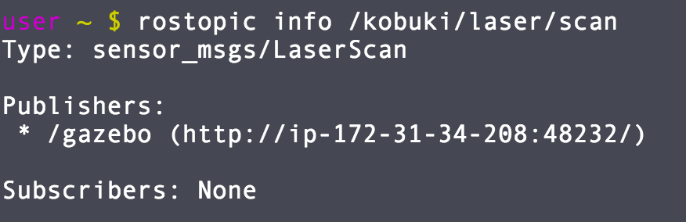 user ~ $ rostopic info /kobuki/laser/scan
Type: sensor_msgs/LaserScan
Publishers:
* /gazebo (http://ip-172-31-34-208:48232/)
Subscribers: None